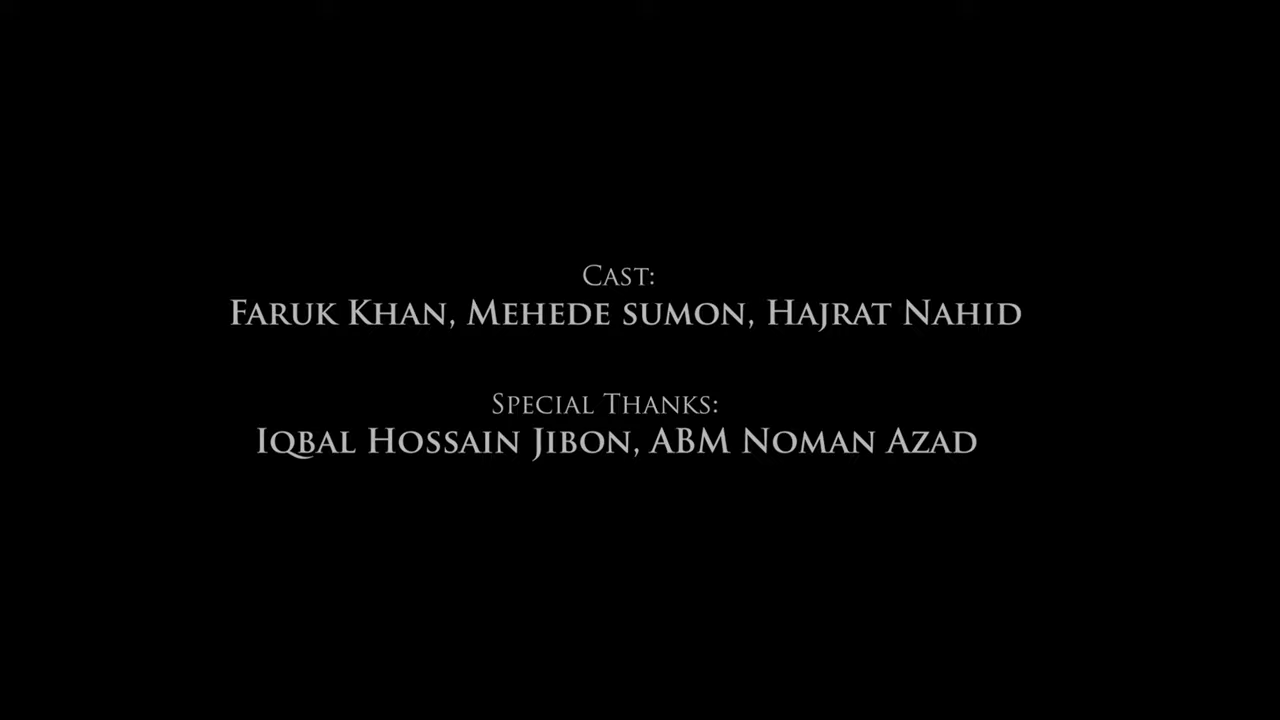 Cast:
Faruk Khan, Mehede sumon, Hajrat Nahid
Special Thanks:
Iqbal Hossain Jibon, ABM Noman Azad